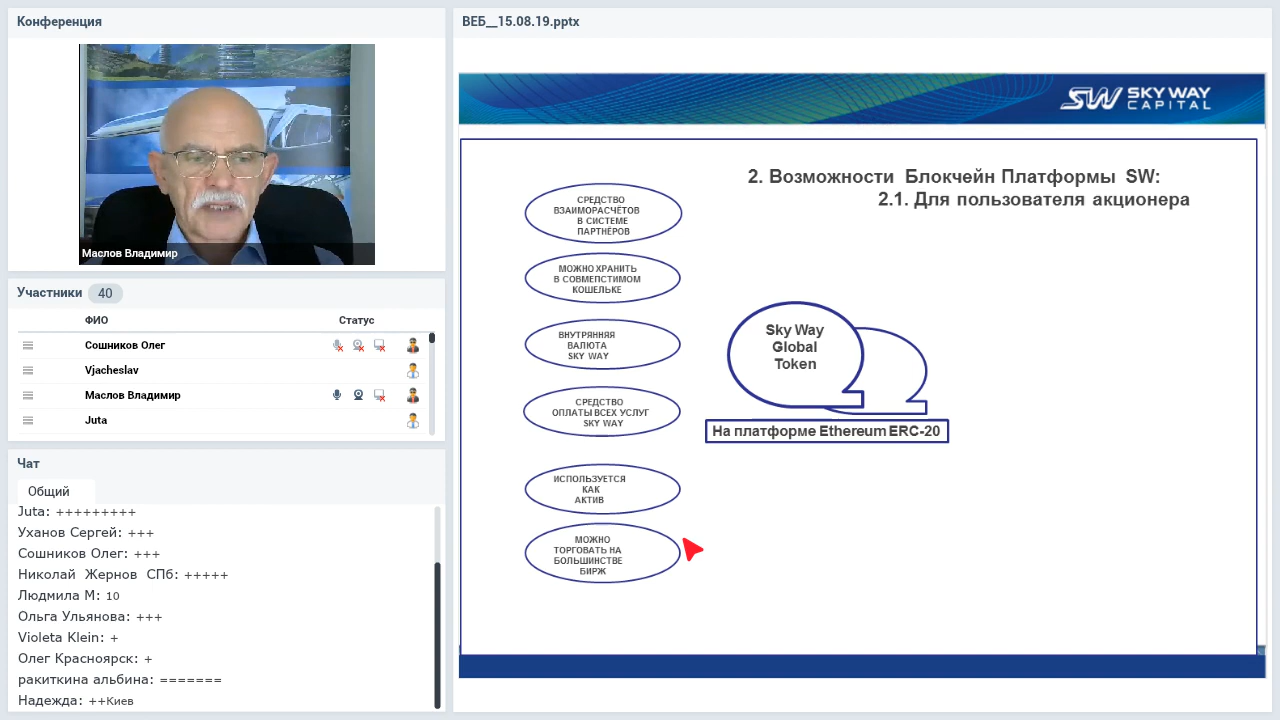 Конференция
Маслов Владимир
Участники 40
ФИО Статус
Сошников Олег
Vjacheslav
Маслов Владимир
Juta
Чат
Общий
Juta: +++++++++
Уханов Сергей: +++
Сошников Олег: +++
Николай Жернов СПб: +++++
Людмила М: 10
Ольга Ульянова: +++
Violeta Klein: +
Олег Красноярск: +
ракиткина альбина: =======
Надежда: ++Киев
ВЕБ__15.08.19.pptx
SW SKY WAY
CAPITAL
2. Возможности Блокчейн Платформы SW:
2.1. Для пользователя акционера
СРЕДСТВО
ВЗАИМОРАСЧЁТОВ
В СИСТЕМЕ
ПАРТНЁРОВ
МОЖНО ХРАНИТЬ
В СОВМЕПСТИМОМ
КОШЕЛЬКЕ
ВНУТРЯННЯЯ
ВАЛЮТА
SKY WAY
СРЕДСТВО
ОПЛАТЫ ВСЕХ УСЛУГ
SKY WAY
ИСПОЛЬЗУЕТСЯ
КАК
АКТИВ
МОЖНО
ТОРГОВАТЬ НА
БОЛЬШИНСТВЕ
БИРЖ
Sky Way
Global
Token
На платформе Ethereum ERC-20